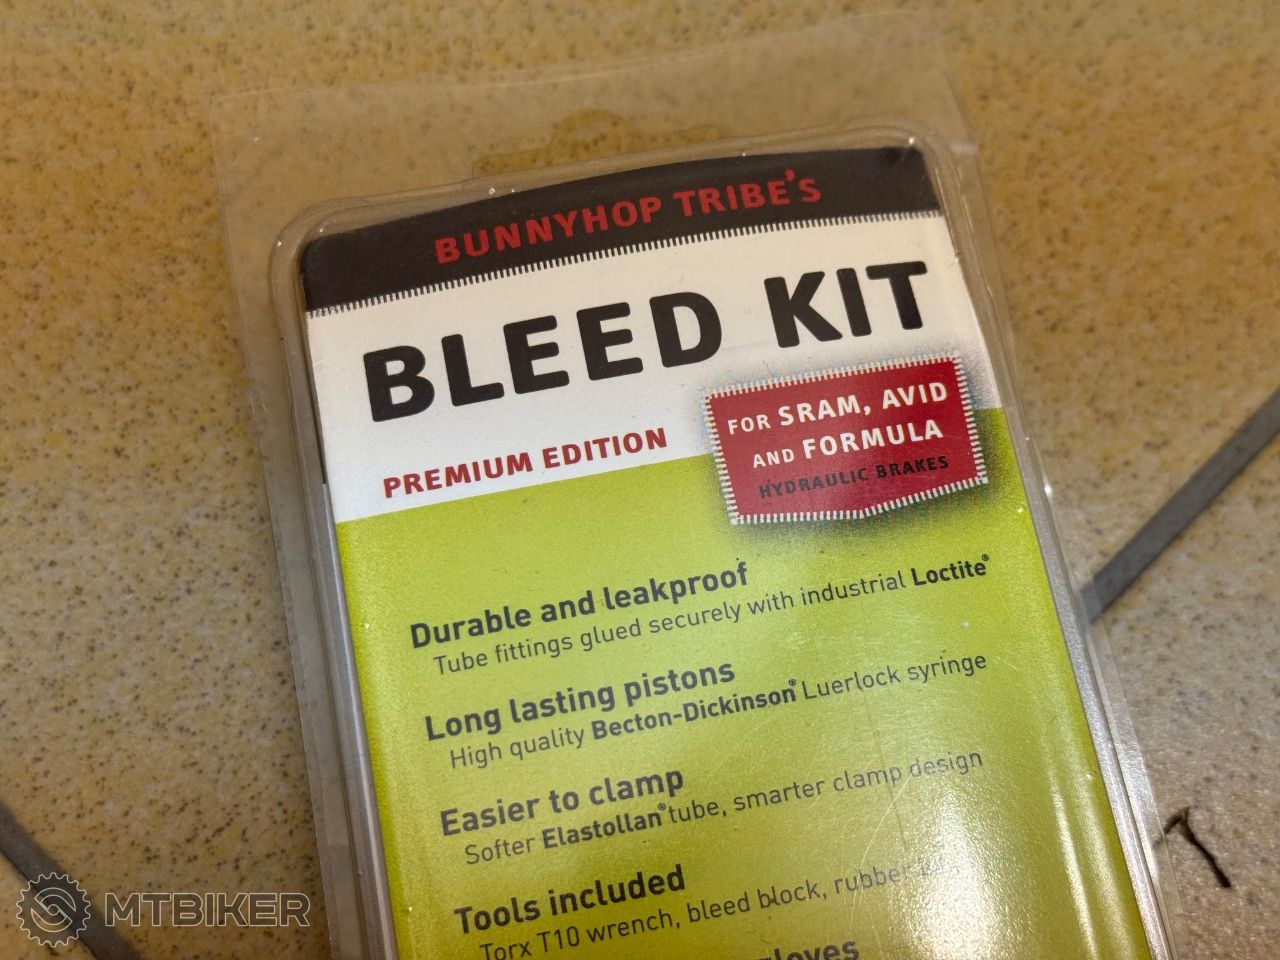 BUNNYHOP TRIBE'S
BLEED KIT
PREMIUM EDITION
FOR SRAM, AVID
AND FORMULA
HYDRAULIC BRAKES
Durable and leakproof
Tube fittings glued securely with industrial Loctite®
Long lasting pistons
High quality Becton-Dickinson® Luerlock syringe
Easier to clamp
Softer Elastollan® tube, smarter clamp design
Tools included
Torx T10 wrench, bleed block, rubber
gloves
MTBIKER